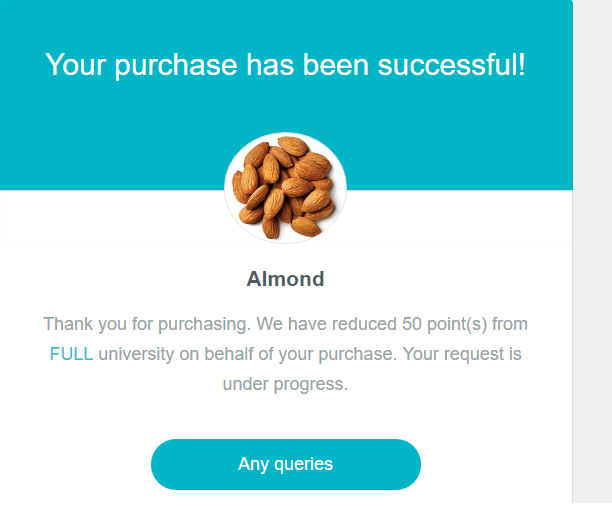 Your purchase has been successful!
Almond
Thank you for purchasing. We have reduced 50 point(s) from
FULL university on behalf of your purchase. Your request is
under progress.
Any queries